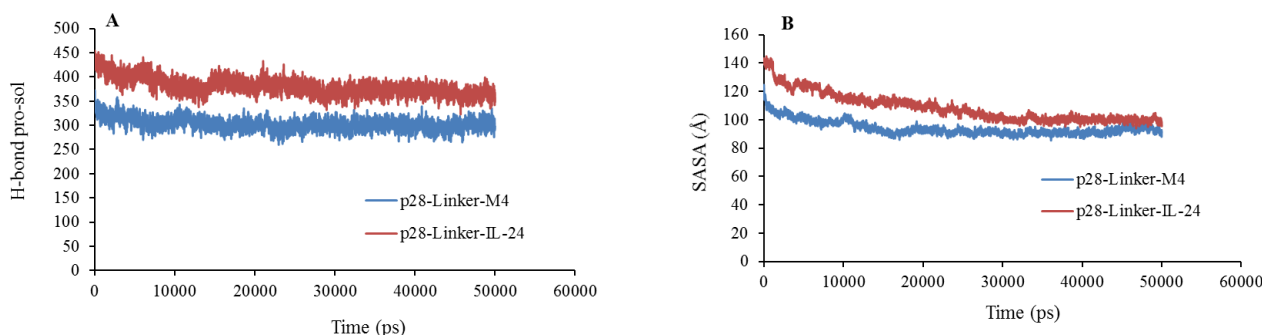 A
H-bond pro-sol
500
450
400
350
300
250
200
150
100
50
0
0 10000 20000 30000 40000 50000 60000
Time (ps)
p28-Linker-M4
p28-Linker-IL-24
B
SASA (Å)
160
140
120
100
80
60
40
20
0
0 10000 20000 30000 40000 50000 60000
Time (ps)
p28-Linker-M4
p28-Linker-IL-24